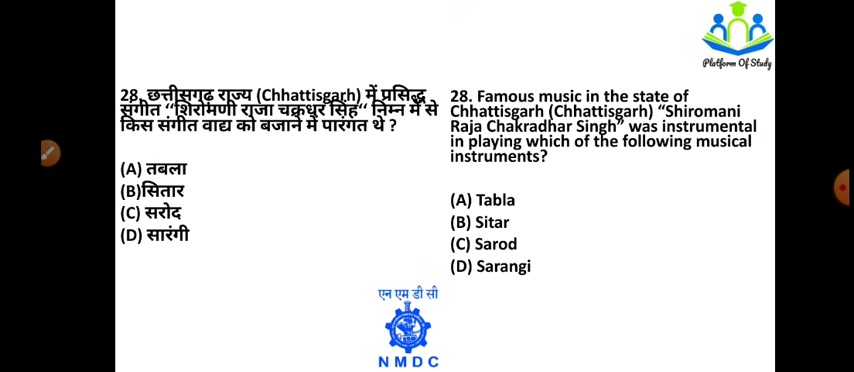 Platform Of Study
28. छत्तीसगढ़ राज्य (Chhattisgarh) में प्रसिद्ध
संगीत “शिरोमणी राजा चक्रधर सिंह“ निम्न में से
किस संगीत वाद्य को बजाने में पारंगत थे ?
(A) तबला
(B)सितार
(C) सरोद
(D) सारंगी
28. Famous music in the state of
Chhattisgarh (Chhattisgarh) “Shiromani
Raja Chakradhar Singh” was instrumental
in playing which of the following musical
instruments?
(A) Tabla
(B) Sitar
(C) Sarod
(D) Sarangi
एन एम डी सी
NMDC